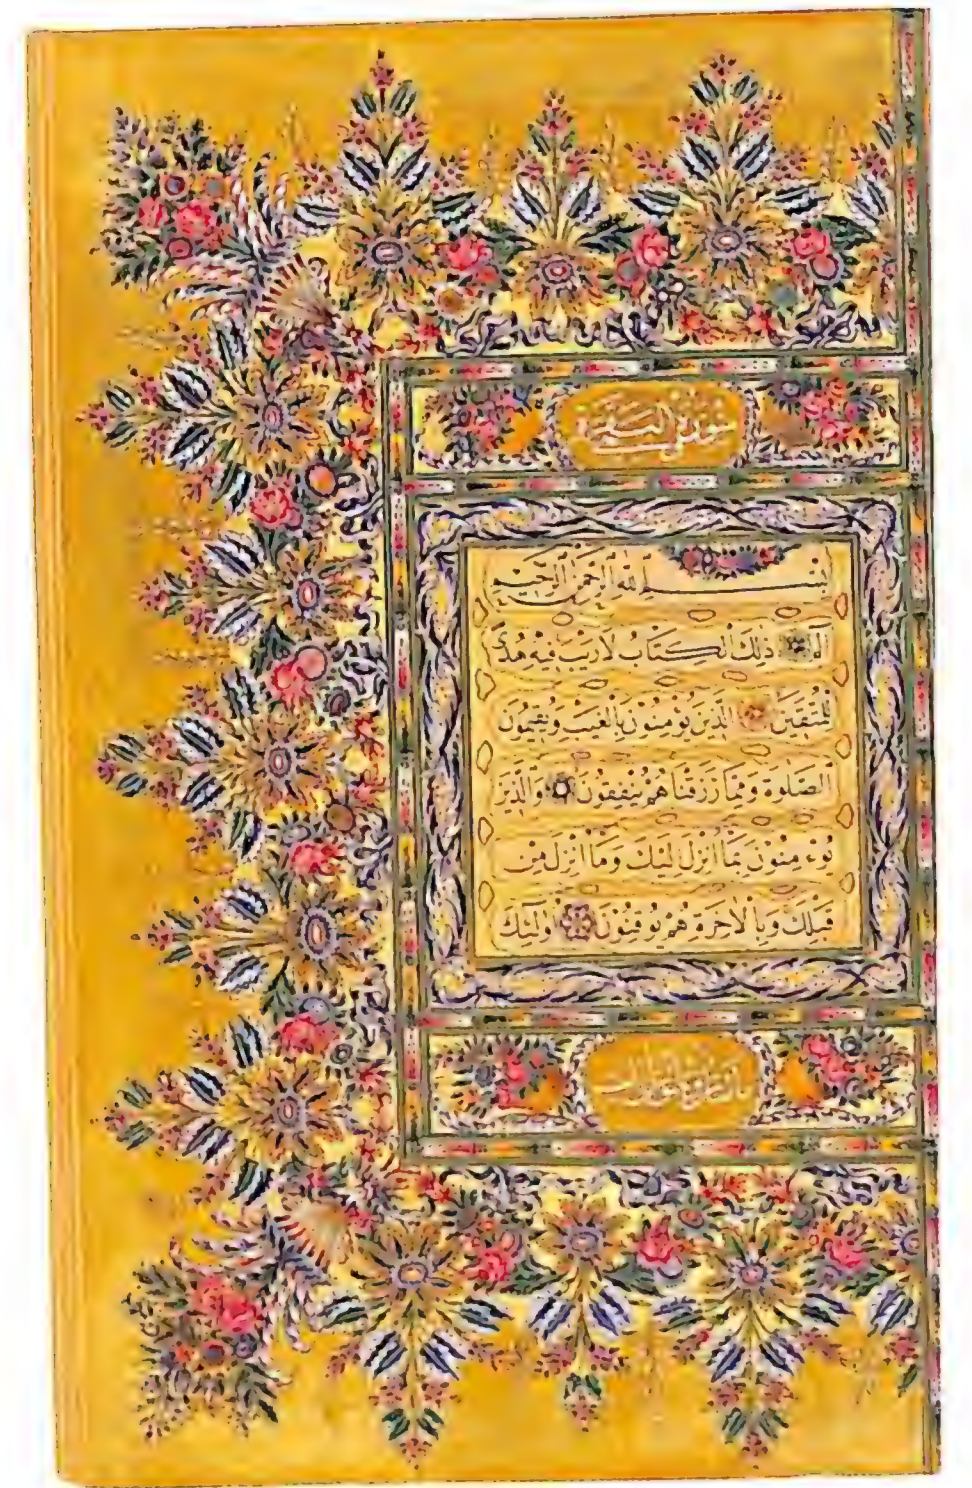 سورة البقرة
بسم الله الرحمن الرحيم
الم ذلك الكتاب لا ريب فيه هدى
للمتقين الذين يؤمنون بالغيب ويقيمون
الصلوة ومما رزقناهم ينفقون والذين
يؤمنون بما انزل اليك وما انزل من
قبلك وبالاخرة هم يوقنون اولئك